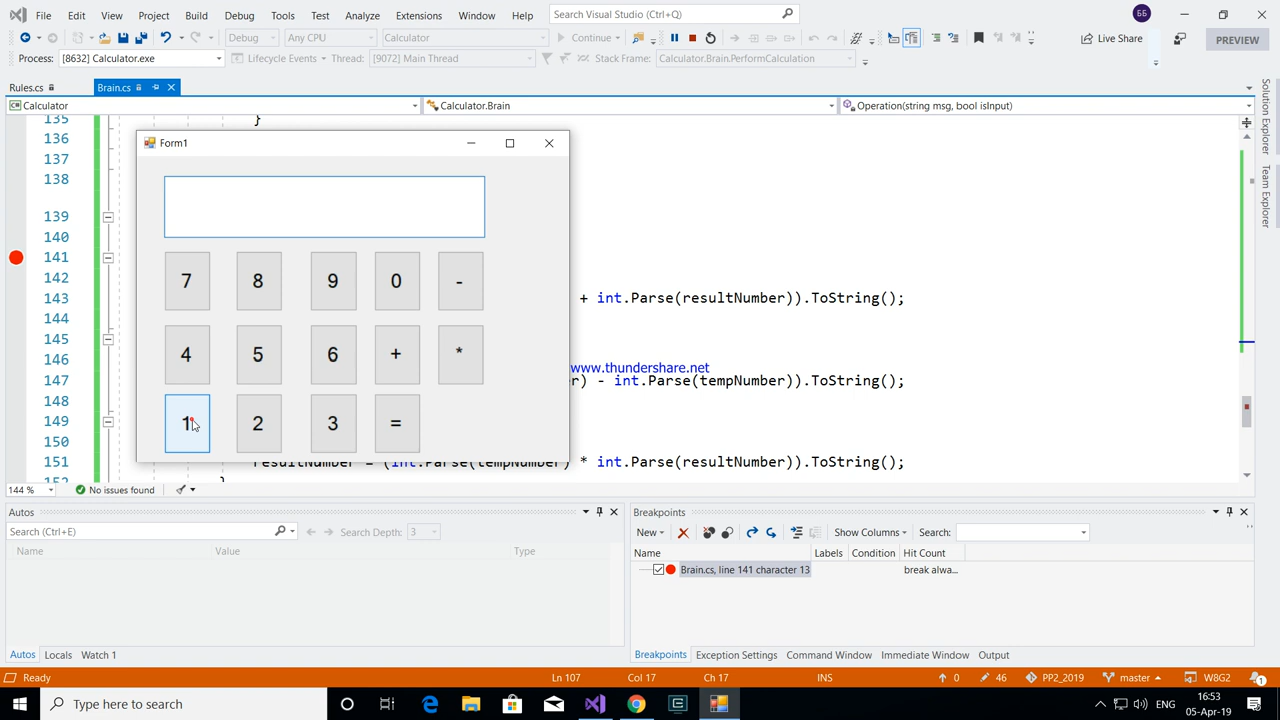 File Edit View Project Build Debug Tools Test Analyze Extensions Window Help Search Visual Studio (Ctrl+Q) ББ
Debug Any CPU Calculator Continue Live Share PREVIEW
Process: [8632] Calculator.exe Lifecycle Events Thread: [9072] Main Thread Stack Frame: Calculator.Brain.PerformCalculation
Rules.cs Brain.cs
Calculator Calculator.Brain Operation(string msg, bool isInput)
135 }
136
137
138
139
140
141
142
143 + int.Parse(resultNumber)).ToString();
144
145
146
www.thundershare.net
147 ) - int.Parse(tempNumber)).ToString();
148
149
150
151 resultNumber = (int.Parse(tempNumber) * int.Parse(resultNumber)).ToString();
152 }
Form1
7 8 9 0 -
4 5 6 + *
1 2 3 =
Solution Explorer
Team Explorer
144 % No issues found
Autos
Search (Ctrl+E) Search Depth: 3
Name Value Type
Autos Locals Watch 1
Breakpoints
New Show Columns Search:
Name Labels Condition Hit Count
Brain.cs, line 141 character 13 break alwa...
Breakpoints Exception Settings Command Window Immediate Window Output
Ready Ln 107 Col 17 Ch 17 INS 0 46 PP2_2019 master W8G2 1
Type here to search ENG 16:53
05-Apr-19